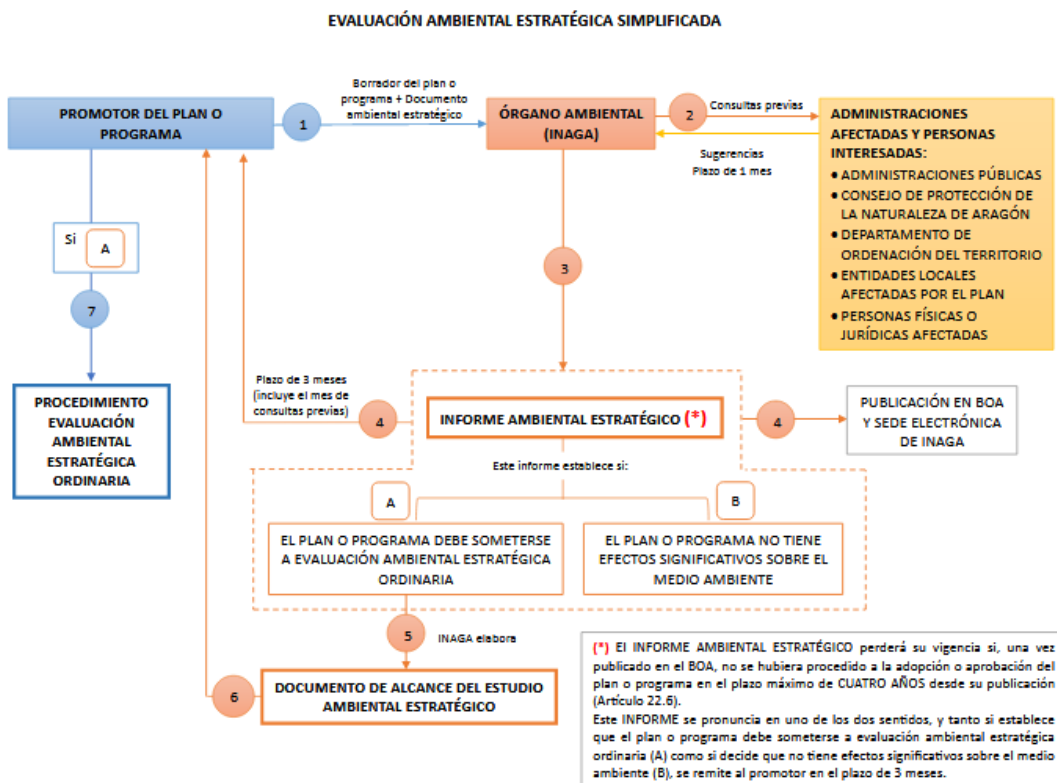 EVALUACIÓN AMBIENTAL ESTRATÉGICA SIMPLIFICADA
PROMOTOR DEL PLAN O
PROGRAMA
1
Borrador del plan o
programa + Documento
ambiental estratégico
ÓRGANO AMBIENTAL
(INAGA)
2
Consultas previas
Sugerencias
Plazo de 1 mes
ADMINISTRACIONES
AFECTADAS Y PERSONAS
INTERESADAS:
• ADMINISTRACIONES PÚBLICAS
• CONSEJO DE PROTECCIÓN DE
LA NATURALEZA DE ARAGÓN
• DEPARTAMENTO DE
ORDENACIÓN DEL TERRITORIO
• ENTIDADES LOCALES
AFECTADAS POR EL PLAN
• PERSONAS FÍSICAS O
JURÍDICAS AFECTADAS
Si
A
7
3
PROCEDIMIENTO
EVALUACIÓN
AMBIENTAL
ESTRATÉGICA
ORDINARIA
Plazo de 3 meses
(incluye el mes de
consultas previas)
4
INFORME AMBIENTAL ESTRATÉGICO (*)
4
PUBLICACIÓN EN BOA
Y SEDE ELECTRÓNICA
DE INAGA
Este informe establece si:
A
B
EL PLAN O PROGRAMA DEBE SOMETERSE
A EVALUACIÓN AMBIENTAL ESTRATÉGICA
ORDINARIA
EL PLAN O PROGRAMA NO TIENE
EFECTOS SIGNIFICATIVOS SOBRE EL
MEDIO AMBIENTE
5
INAGA elabora
6
DOCUMENTO DE ALCANCE DEL ESTUDIO
AMBIENTAL ESTRATÉGICO
(*) El INFORME AMBIENTAL ESTRATÉGICO perderá su vigencia si, una vez
publicado en el BOA, no se hubiera procedido a la adopción o aprobación del
plan o programa en el plazo máximo de CUATRO AÑOS desde su publicación
(Artículo 22.6).
Este INFORME se pronuncia en uno de los dos sentidos, y tanto si establece
que el plan o programa debe someterse a evaluación ambiental estratégica
ordinaria (A) como si decide que no tiene efectos significativos sobre el medio
ambiente (B), se remite al promotor en el plazo de 3 meses.